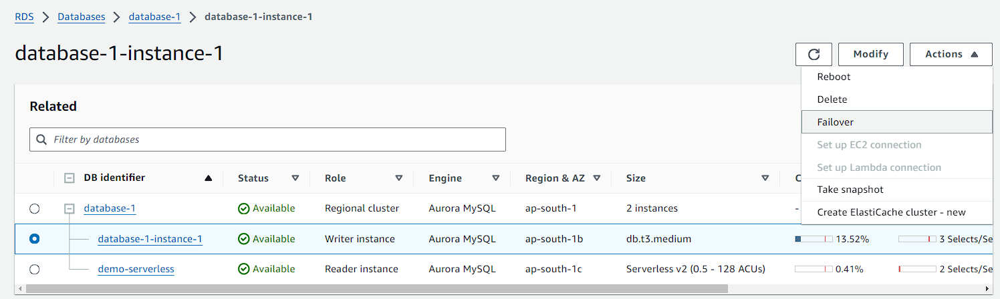 RDS > Databases > database-1 > database-1-instance-1
database-1-instance-1
Modify
Actions
Reboot
Delete
Failover
Set up EC2 connection
Set up Lambda connection
Take snapshot
Create ElastiCache cluster - new
Related
Filter by databases
DB identifier Status Role Engine Region & AZ Size C
database-1 Available Regional cluster Aurora MySQL ap-south-1 2 instances -
database-1-instance-1 Available Writer instance Aurora MySQL ap-south-1b db.t3.medium 13.52% 3 Selects/Se
demo-serverless Available Reader instance Aurora MySQL ap-south-1c Serverless v2 (0.5 - 128 ACUs) 0.41% 2 Selects/Se